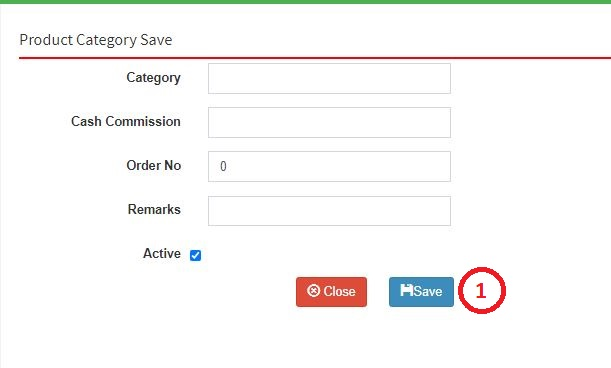 Product Category Save
Category
Cash Commission
Order No 0
Remarks
Active
Close Save 1